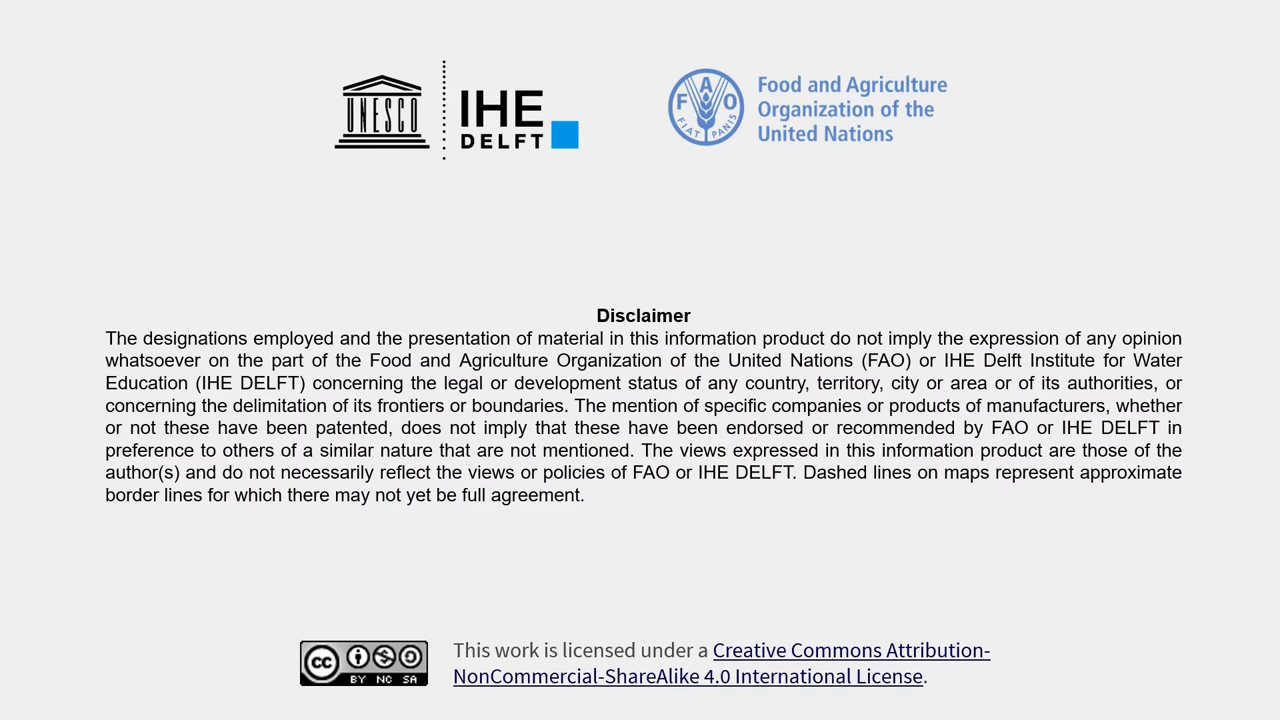 UNESCO
IHE
DELFT
FAO
FIAT PANIS
Food and Agriculture
Organization of the
United Nations
Disclaimer
The designations employed and the presentation of material in this information product do not imply the expression of any opinion
whatsoever on the part of the Food and Agriculture Organization of the United Nations (FAO) or IHE Delft Institute for Water
Education (IHE DELFT) concerning the legal or development status of any country, territory, city or area or of its authorities, or
concerning the delimitation of its frontiers or boundaries. The mention of specific companies or products of manufacturers, whether
or not these have been patented, does not imply that these have been endorsed or recommended by FAO or IHE DELFT in
preference to others of a similar nature that are not mentioned. The views expressed in this information product are those of the
author(s) and do not necessarily reflect the views or policies of FAO or IHE DELFT. Dashed lines on maps represent approximate
border lines for which there may not yet be full agreement.
cc
BY NC SA
This work is licensed under a Creative Commons Attribution-
NonCommercial-ShareAlike 4.0 International License.